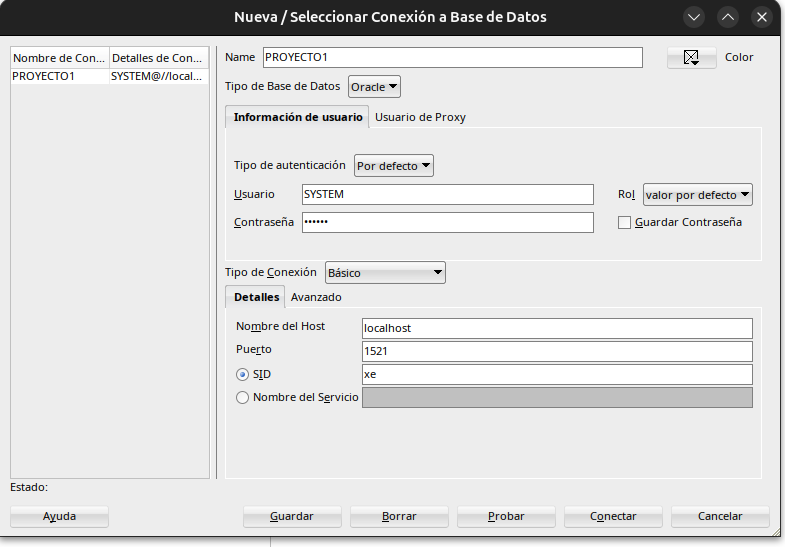 Nueva / Seleccionar Conexión a Base de Datos
Nombre de Con... Detalles de Con...
PROYECTO1 SYSTEM@//local...
Name PROYECTO1 Color
Tipo de Base de Datos Oracle
Información de usuario Usuario de Proxy
Tipo de autenticación Por defecto
Usuario SYSTEM Rol valor por defecto
Contraseña •••••• Guardar Contraseña
Tipo de Conexión Básico
Detalles Avanzado
Nombre del Host localhost
Puerto 1521
SID xe
Nombre del Servicio
Estado:
Ayuda Guardar Borrar Probar Conectar Cancelar